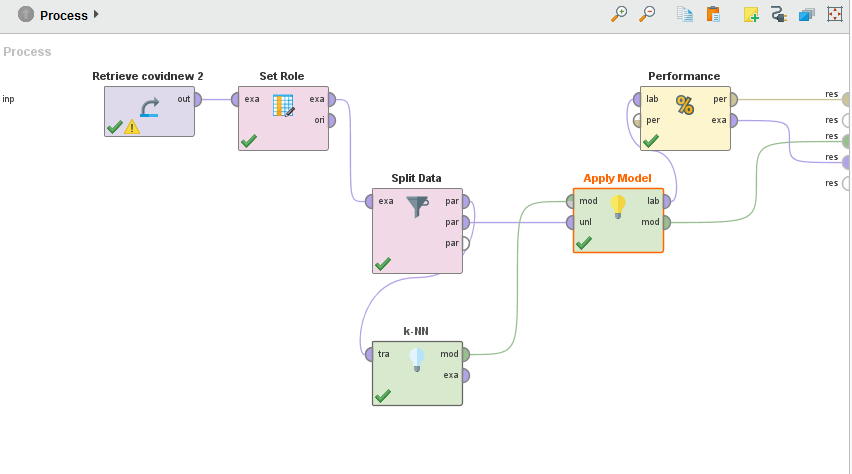 Process
Process
inp
Retrieve covidnew 2
out
Set Role
exa exa
ori
Split Data
exa par
par
par
k-NN
tra mod
exa
Apply Model
mod lab
unl mod
Performance
%
lab per
per exa
res
res
res
res
res